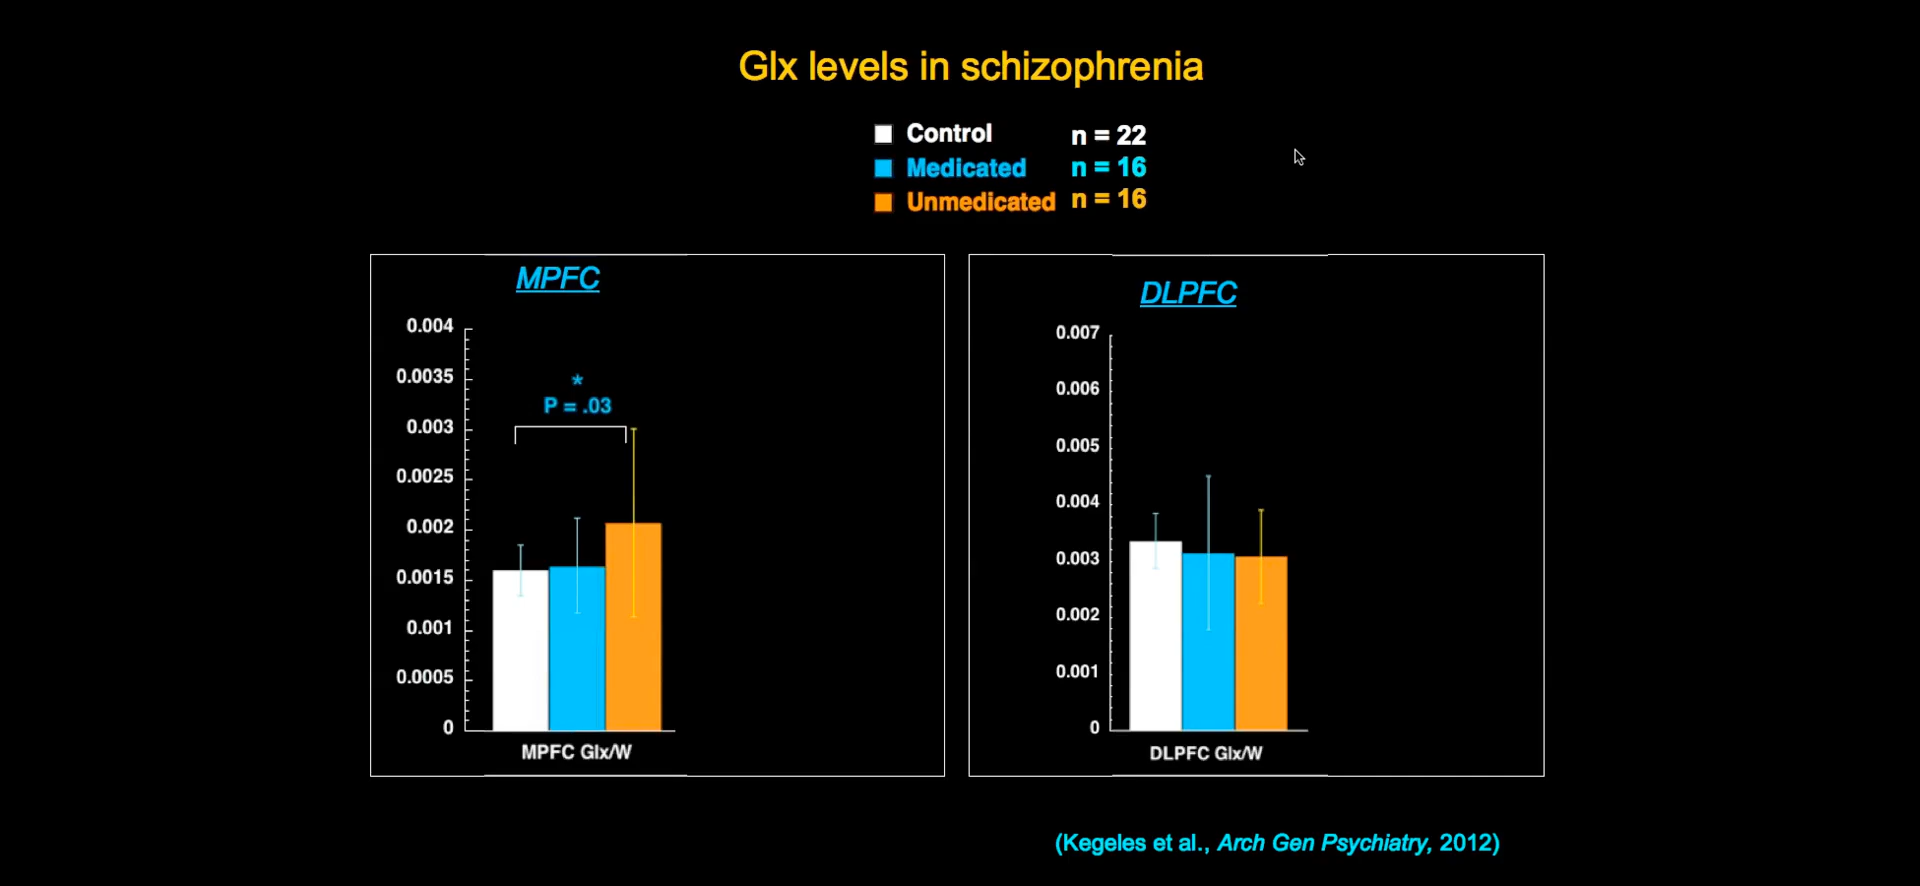 Glx levels in schizophrenia
Control n = 22
Medicated n = 16
Unmedicated n = 16
MPFC
0.004
0.0035
0.003
0.0025
0.002
0.0015
0.001
0.0005
0
*
P = .03
MPFC Glx/W
DLPFC
0.007
0.006
0.005
0.004
0.003
0.002
0.001
0
DLPFC Glx/W
(Kegeles et al., Arch Gen Psychiatry, 2012)